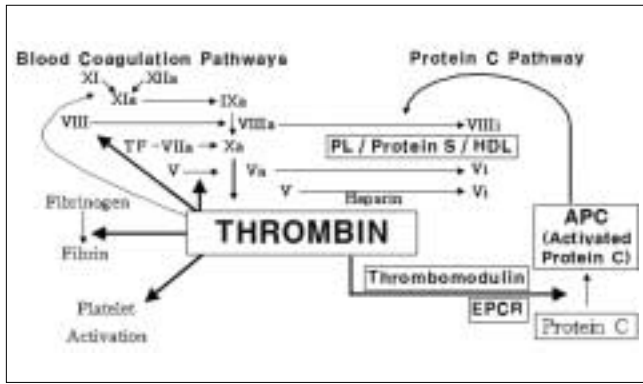 Blood Coagulation Pathways
Protein C Pathway
XI XIIa
XIa IXa
VIII VIIIa VIIIi
TF-VIIa Xa
PL / Protein S / HDL
V Va Vi
V Vi
Heparin
Fibrinogen
THROMBIN
APC
(Activated
Protein C)
Fibrin
Thrombomodulin
EPCR
Protein C
Platelet
Activation